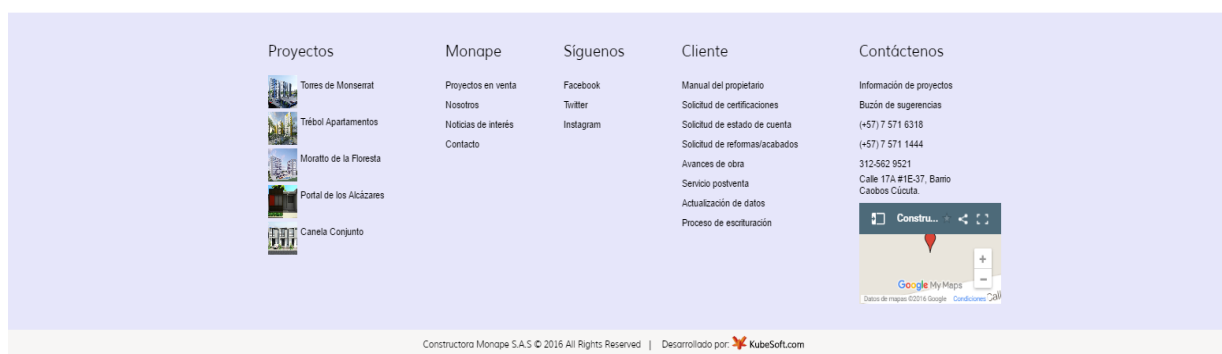 Proyectos
Torres de Monserrat
Trébol Apartamentos
Moratto de la Floresta
Portal de los Alcázares
Canela Conjunto
Monape
Proyectos en venta
Nosotros
Noticias de interés
Contacto
Síguenos
Facebook
Twitter
Instagram
Cliente
Manual del propietario
Solicitud de certificaciones
Solicitud de estado de cuenta
Solicitud de reformas/acabados
Avances de obra
Servicio postventa
Actualización de datos
Proceso de escrituración
Contáctenos
Información de proyectos
Buzón de sugerencias
(+57) 7 571 6318
(+57) 7 571 1444
312-562 9521
Calle 17A #1E-37, Barrio
Caobos Cúcuta.
Constru...
+
−
Google My Maps
Datos de mapas ©2016 Google Condiciones Call
Constructora Monape S.A.S © 2016 All Rights Reserved | Desarrollado por: KubeSoft.com